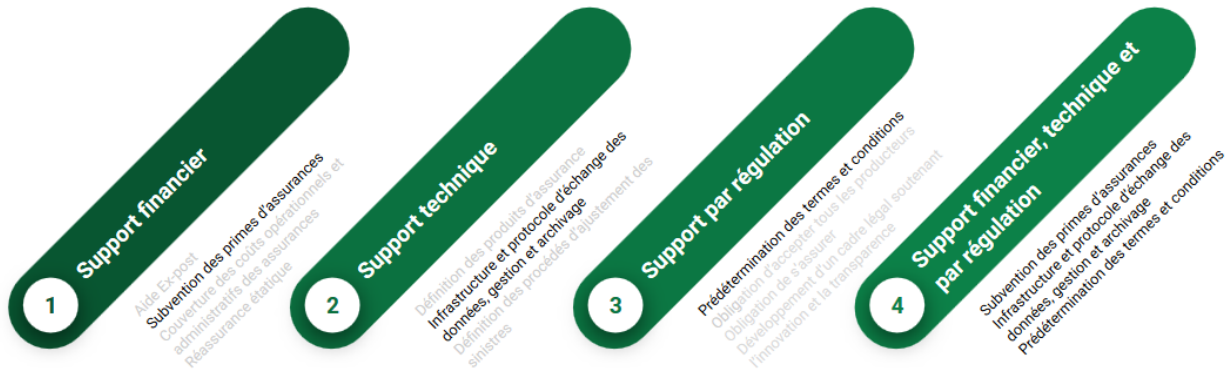 1
Support financier
Aide Ex-post
Subvention des primes d'assurances
Couverture des coûts opérationnels et
administratifs des assurances
Réassurance étatique
2
Support technique
Définition des produits d'assurance
Infrastructure et protocole d'échange des
données, gestion et archivage
Définition des procédés d'ajustement des
sinistres
3
Support par régulation
Prédétermination des termes et conditions
Obligation d'accepter tous les producteurs
Obligation de s'assurer
Développement d'un cadre légal soutenant
l'innovation et la transparence
4
Support financier, technique et
par régulation
Subvention des primes d'assurances
Infrastructure et protocole d'échange des
données, gestion et archivage
Prédétermination des termes et conditions